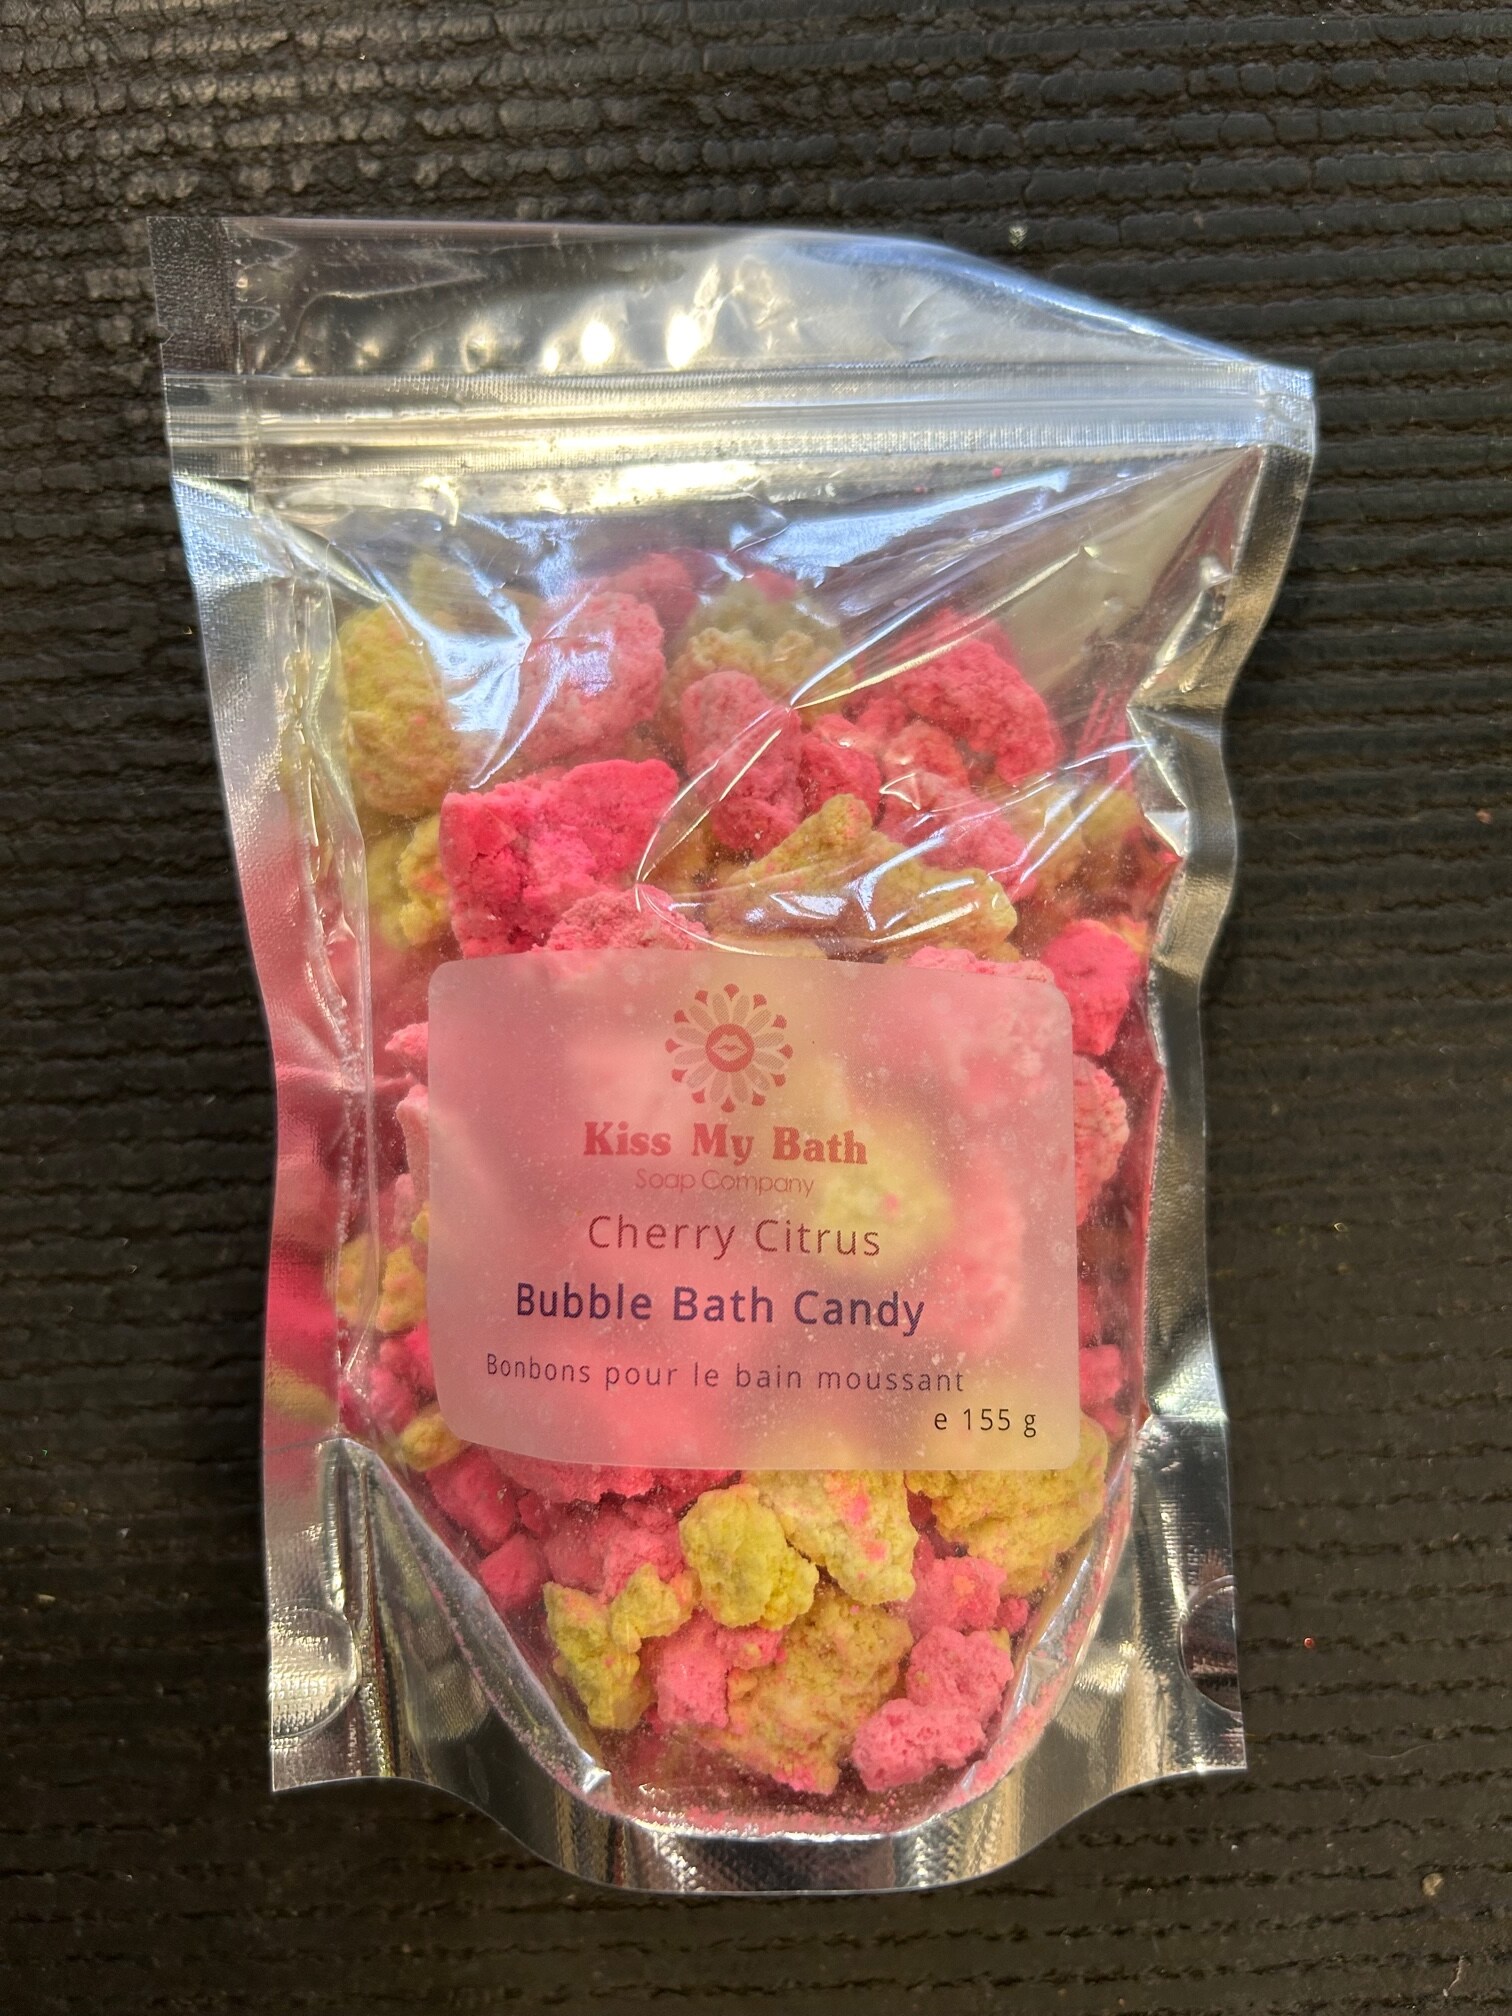 Kiss My Bath
Soap Company
Cherry Citrus
Bubble Bath Candy
Bonbons pour le bain moussant
e 155 g